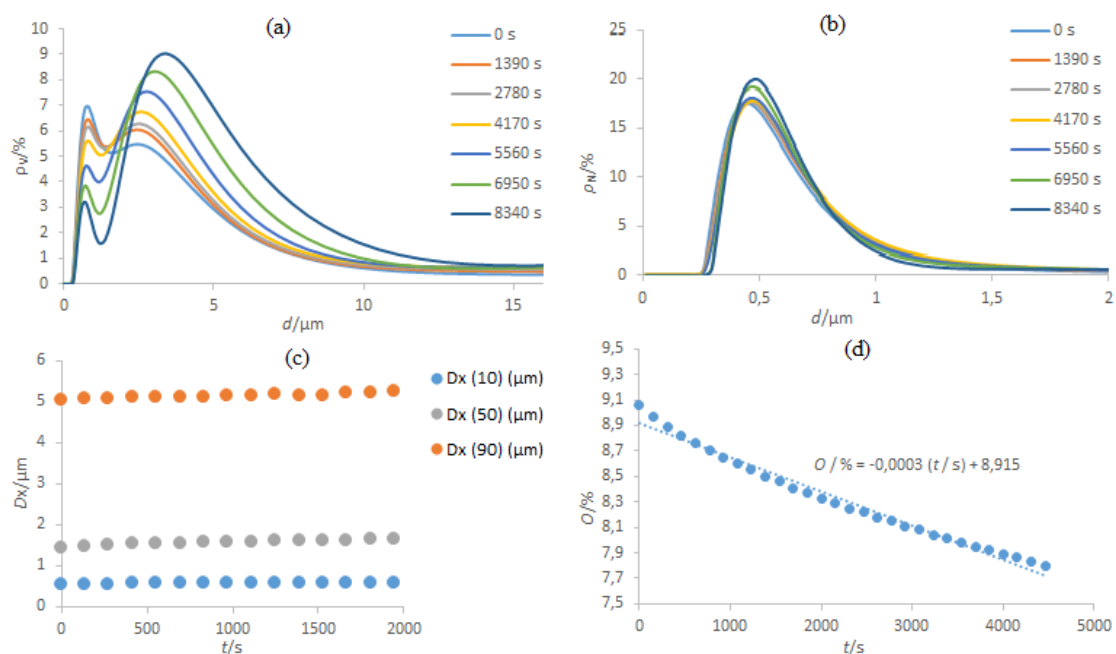 (a)
10
9
8
7
6
5
4
3
2
1
0
ρv/%
0 5 10 15
d/µm
0 s
1390 s
2780 s
4170 s
5560 s
6950 s
8340 s
(b)
25
20
15
10
5
0
ρN/%
0 0,5 1 1,5 2
d/µm
0 s
1390 s
2780 s
4170 s
5560 s
6950 s
8340 s
(c)
6
5
4
3
2
1
0
Dx/µm
0 500 1000 1500 2000
t/s
Dx (10) (µm)
Dx (50) (µm)
Dx (90) (µm)
(d)
9,5
9,3
9,1
8,9
8,7
8,5
8,3
8,1
7,9
7,7
7,5
O/%
O / % = -0,0003 (t / s) + 8,915
0 1000 2000 3000 4000 5000
t/s